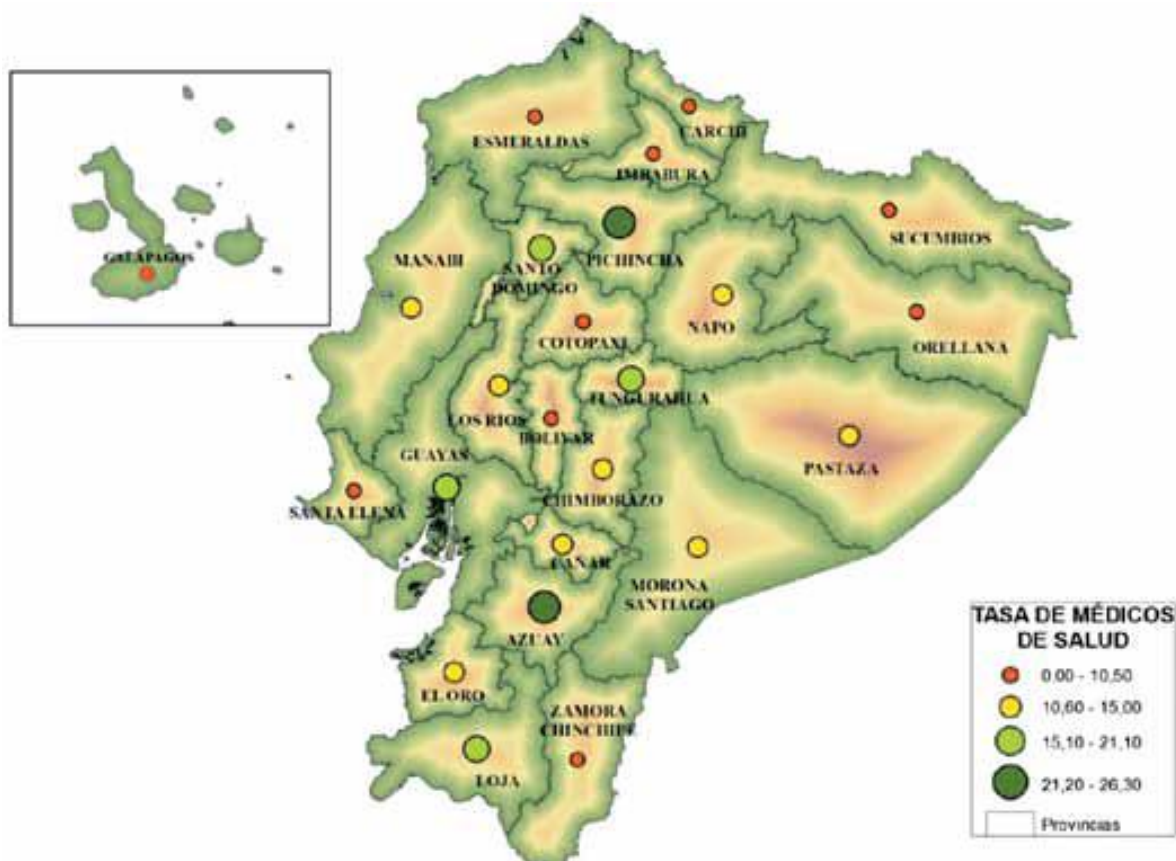 ESMERALDAS
CARCHI
IMBABURA
SUCUMBIOS
GALAPAGOS
MANABI
SANTO
DOMINGO
PICHINCHA
NAPO
COTOPAXI
ORELLANA
TUNGURAHUA
LOS RIOS
BOLIVAR
GUAYAS
PASTAZA
CHIMBORAZO
SANTA ELENA
CAÑAR
MORONA
SANTIAGO
AZUAY
EL ORO
ZAMORA
CHINCHIPE
LOJA
TASA DE MÉDICOS
DE SALUD
0,00 - 10,50
10,60 - 15,00
15,10 - 21,10
21,20 - 26,30
Provincias